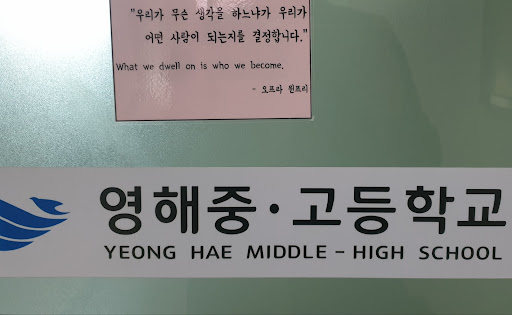 "우리가 무슨 생각을 하느냐가 우리가
어떤 사람이 되는지를 결정합니다."
What we dwell on is who we become.
- 오프라 윈프리
영해중·고등학교
YEONG HAE MIDDLE - HIGH SCHOOL